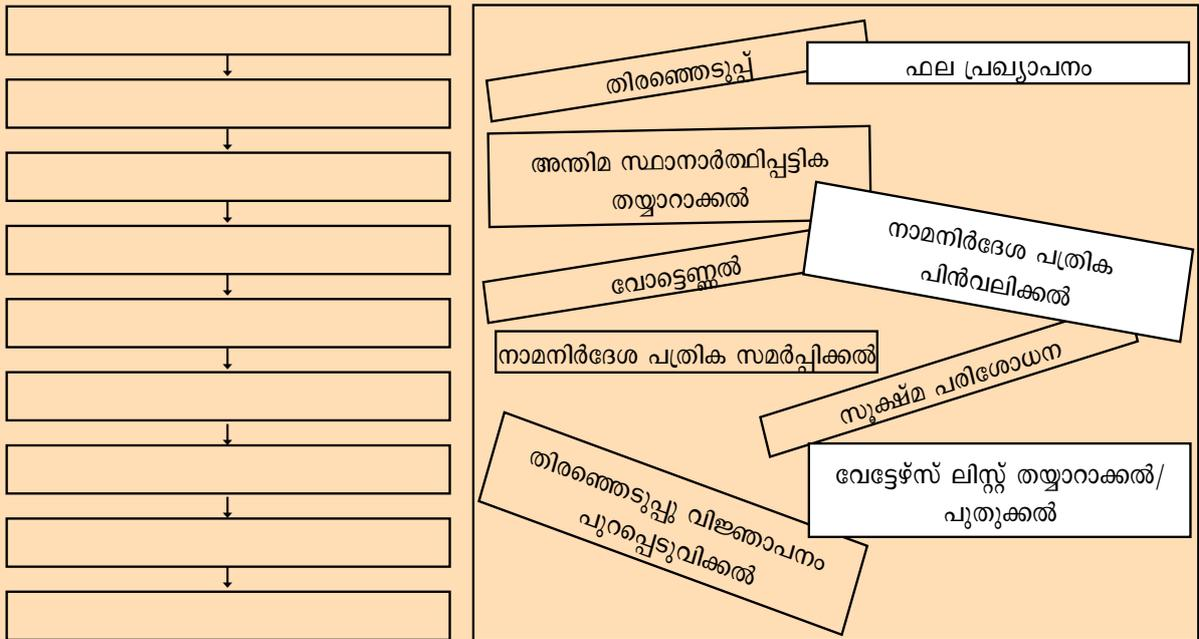 തിരഞ്ഞെടുപ്പ്
ഫല പ്രഖ്യാപനം
അന്തിമ സ്ഥാനാർത്ഥിപ്പട്ടിക
തയ്യാറാക്കൽ
നാമനിർദേശ പത്രിക
പിൻവലിക്കൽ
വോട്ടെണ്ണൽ
നാമനിർദേശ പത്രിക സമർപ്പിക്കൽ
സൂക്ഷ്മ പരിശോധന
തിരഞ്ഞെടുപ്പു വിജ്ഞാപനം
പുറപ്പെടുവിക്കൽ
വേട്ടേഴ്സ് ലിസ്റ്റ് തയ്യാറാക്കൽ/
പുതുക്കൽ